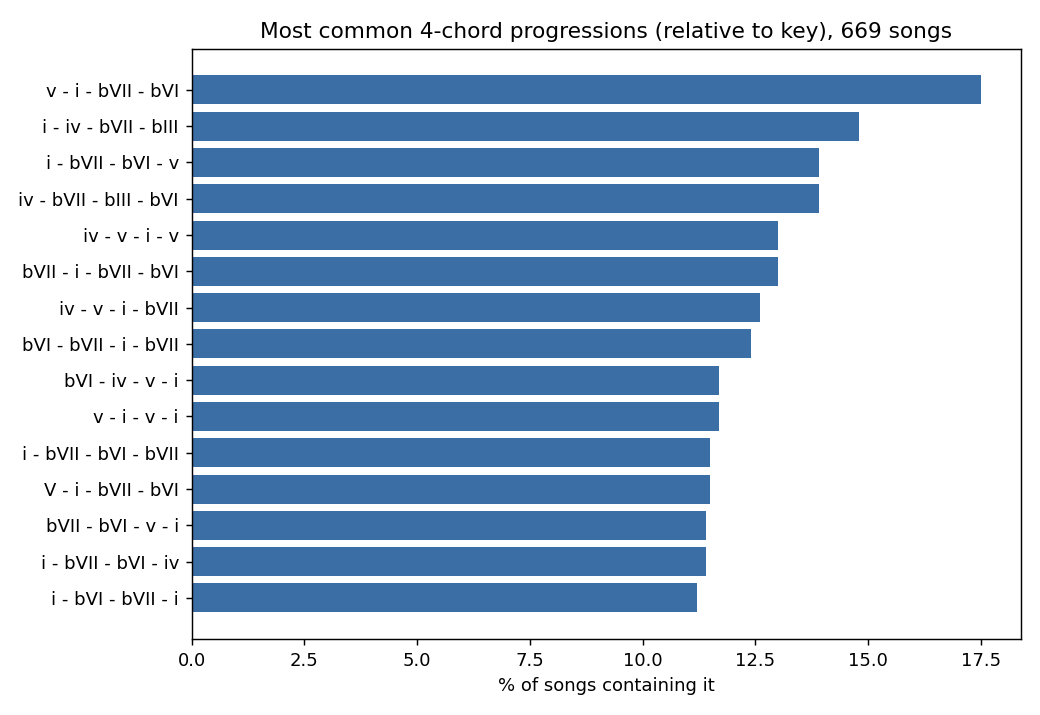 Most common 4-chord progressions (relative to key), 669 songs
v - i - bVII - bVI
i - iv - bVII - bIII
i - bVII - bVI - v
iv - bVII - bIII - bVI
iv - v - i - v
bVII - i - bVII - bVI
iv - v - i - bVII
bVI - bVII - i - bVII
bVI - iv - v - i
v - i - v - i
i - bVII - bVI - bVII
V - i - bVII - bVI
bVII - bVI - v - i
i - bVII - bVI - iv
i - bVI - bVII - i
0.0 2.5 5.0 7.5 10.0 12.5 15.0 17.5
% of songs containing it